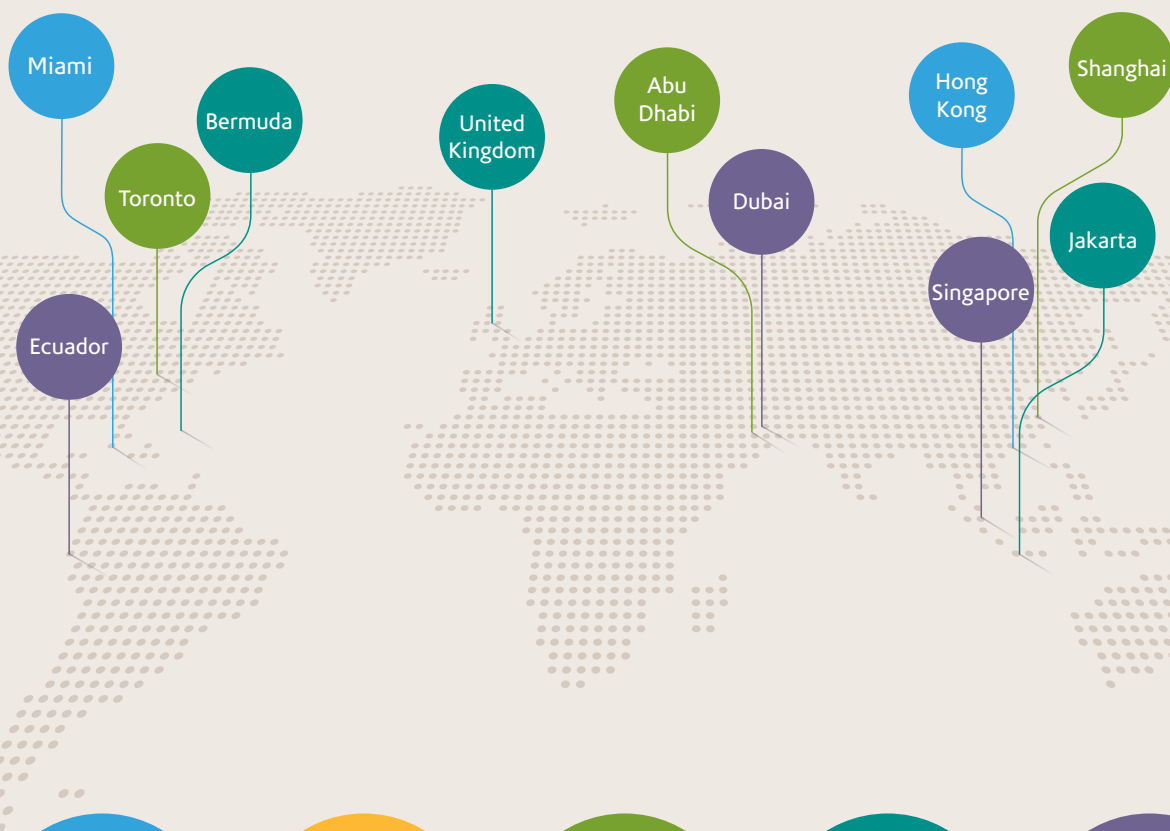 Miami
Bermuda
Toronto
Ecuador
United
Kingdom
Abu
Dhabi
Dubai
Hong
Kong
Shanghai
Jakarta
Singapore